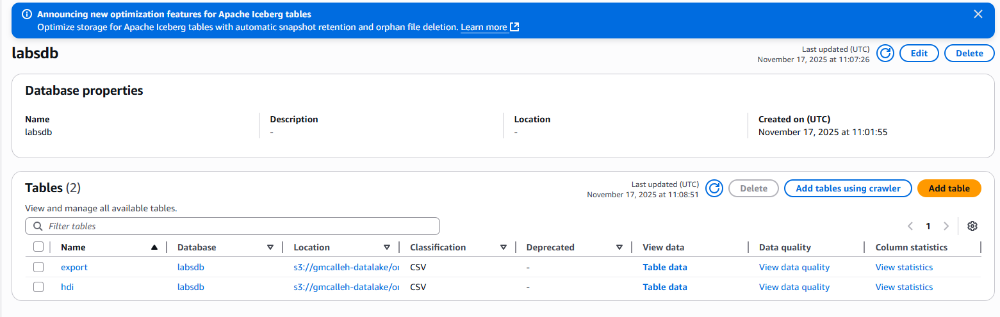 Announcing new optimization features for Apache Iceberg tables
Optimize storage for Apache Iceberg tables with automatic snapshot retention and orphan file deletion. Learn more
labsdb
Last updated (UTC)
November 17, 2025 at 11:07:26
Edit
Delete
Database properties
Name
labsdb
Description
-
Location
-
Created on (UTC)
November 17, 2025 at 11:01:55
Tables (2)
Last updated (UTC)
November 17, 2025 at 11:08:51
Delete
Add tables using crawler
Add table
View and manage all available tables.
Filter tables
1
Name Database Location Classification Deprecated View data Data quality Column statistics
export labsdb s3://gmcalleh-datalake/or CSV - Table data View data quality View statistics
hdi labsdb s3://gmcalleh-datalake/or CSV - Table data View data quality View statistics